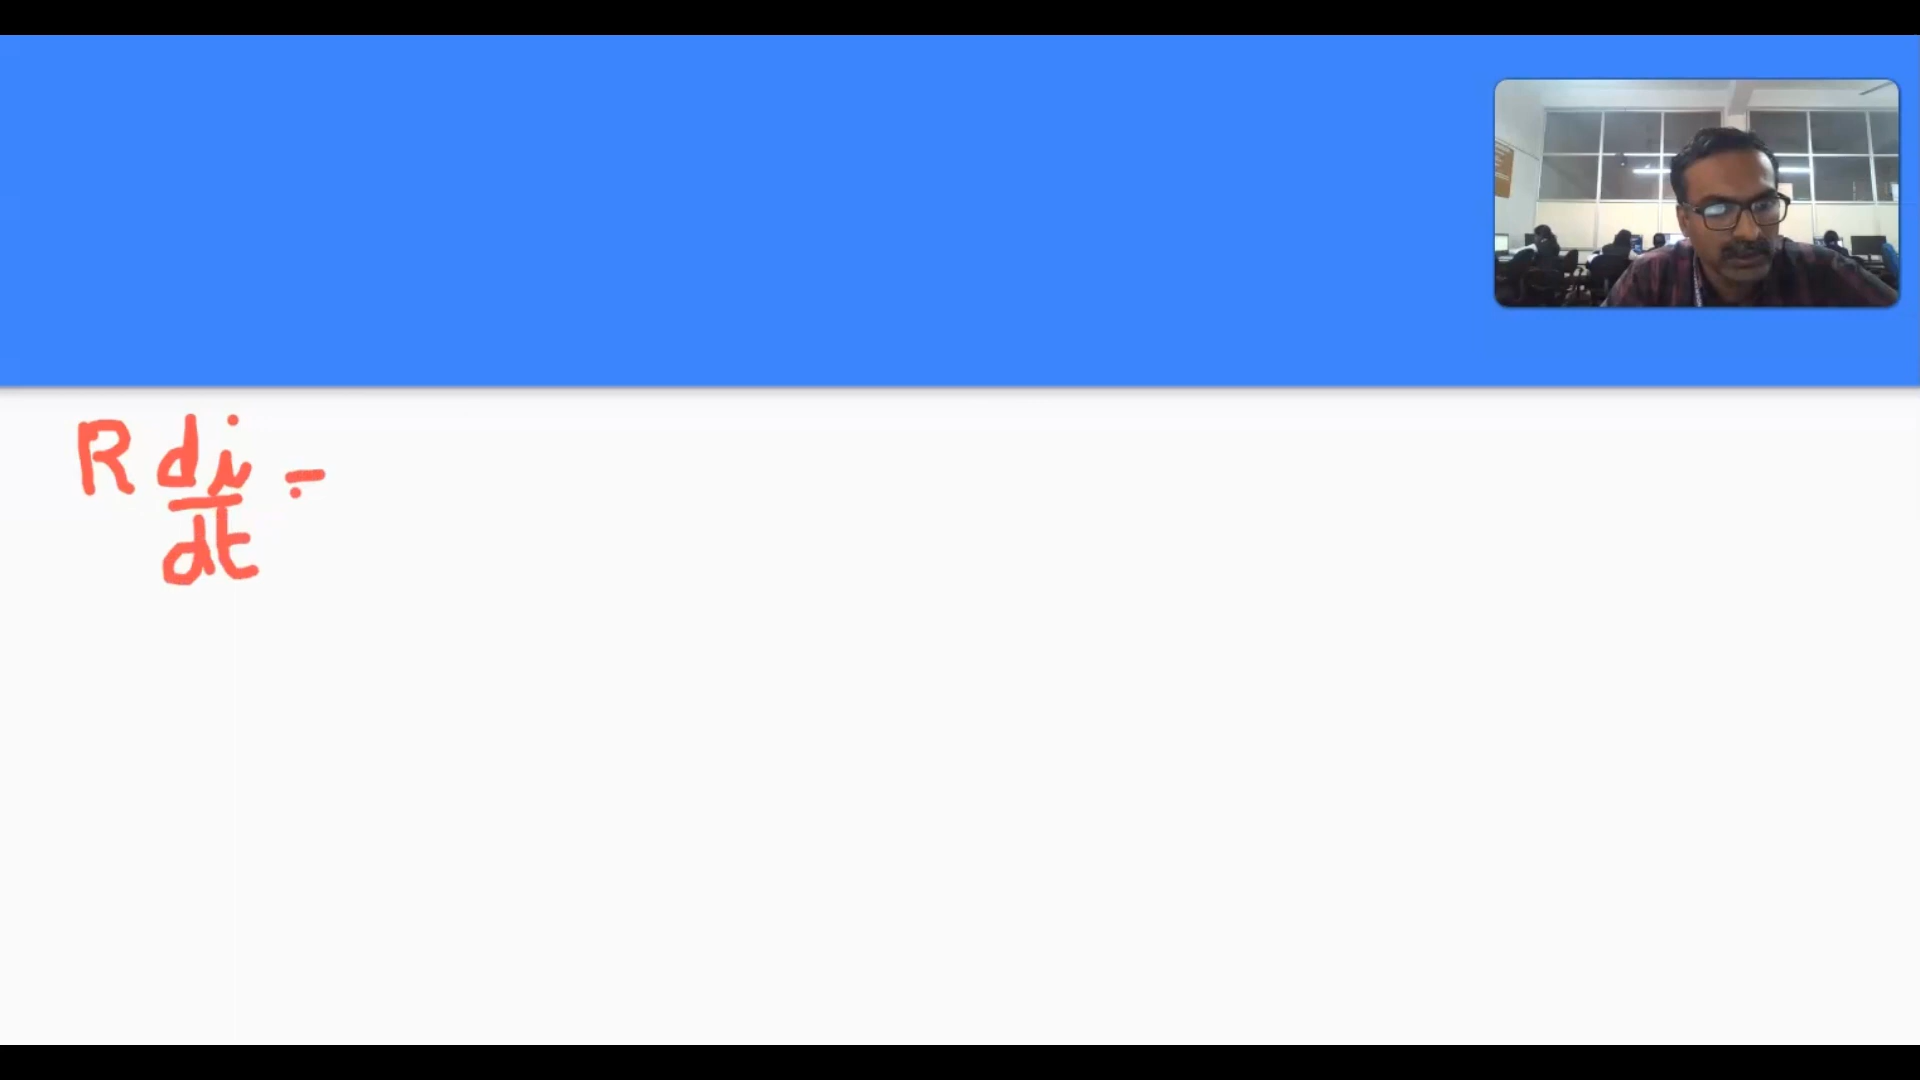 R di/dt =